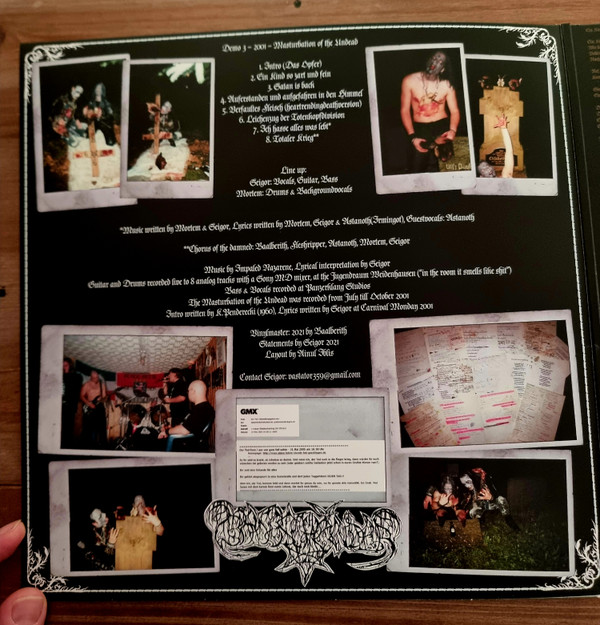 Demo 3 - 2001 - Masturbation of the Undead
1. Intro (Das Opfer)
2. Ein Kind so zart und fein
3. Satan is back
4. Auferstanden und aufgefahren in den Himmel
5. Verfaultes Fleisch (heartrendingdeathversion)
6. Leichenzug der Totenkopfdivision
7. Ich hasse alles was lebt*
8. Totaler Krieg**
Line up:
Seigor: Vocals, Guitar, Bass
Mortem: Drums & Backgroundvocals
*Music written by Mortem & Seigor, Lyrics written by Mortem, Seigor & Astanoth(Irmingot), Guestvocals: Astanoth
**Chorus of the damned: Baalberith, Fleshripper, Astanoth, Mortem, Seigor
Music by Impaled Nazarene, Lyrical interpretation by Seigor
Guitar and Drums recorded live to 8 analog tracks with a Sony MD mixer, at the Jugendraum Weidenhausen ("in the room it smells like shit")
Bass & Vocals recorded at Panzerklang Studios
The Masturbation of the Undead was recorded from July till October 2001
Intro written by K.Penderecki (1960), Lyrics written by Seigor at Carnival Monday 2001
Vinylmaster: 2021 by Baalberith
Statements by Seigor 2021
Layout by Ainul Iblis
Contact Seigor: vastator359@gmail.com
GMX